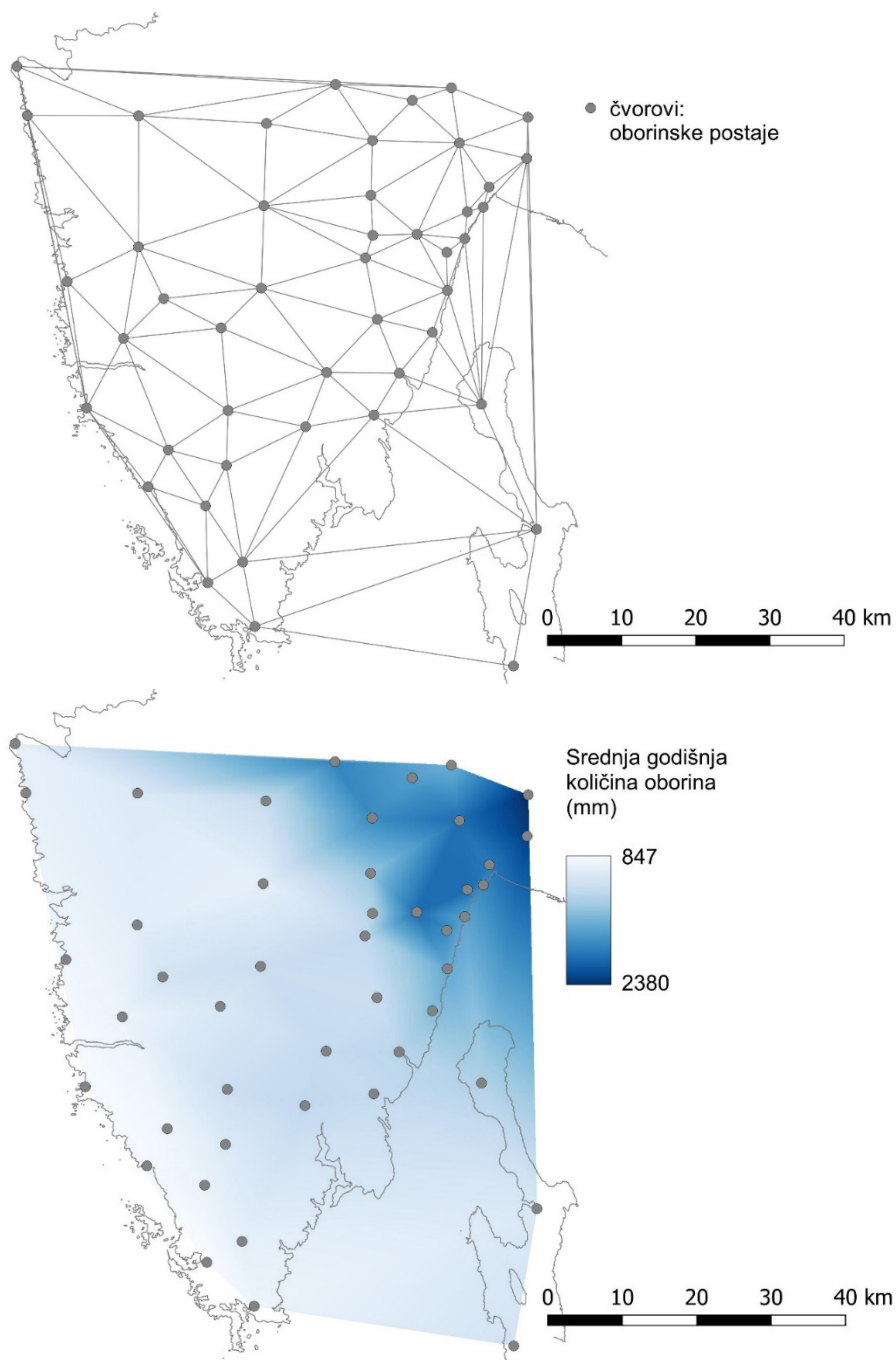 čvorovi:
oborinske postaje
0 10 20 30 40 km
Srednja godišnja
količina oborina
(mm)
847
2380
0 10 20 30 40 km